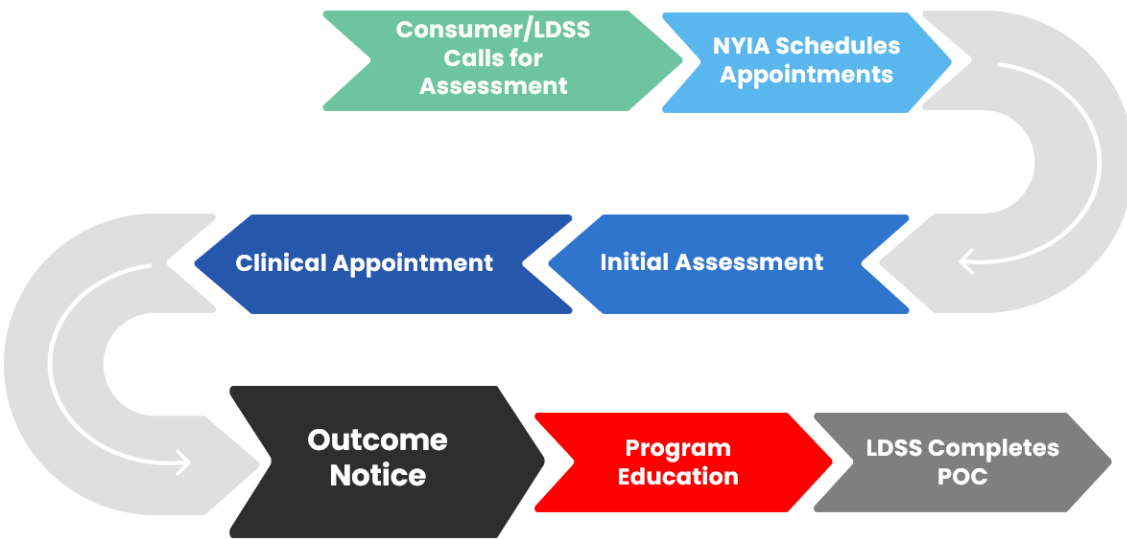 Consumer/LDSS
Calls for
Assessment
NYIA Schedules
Appointments
Initial Assessment
Clinical Appointment
Outcome
Notice
Program
Education
LDSS Completes
POC